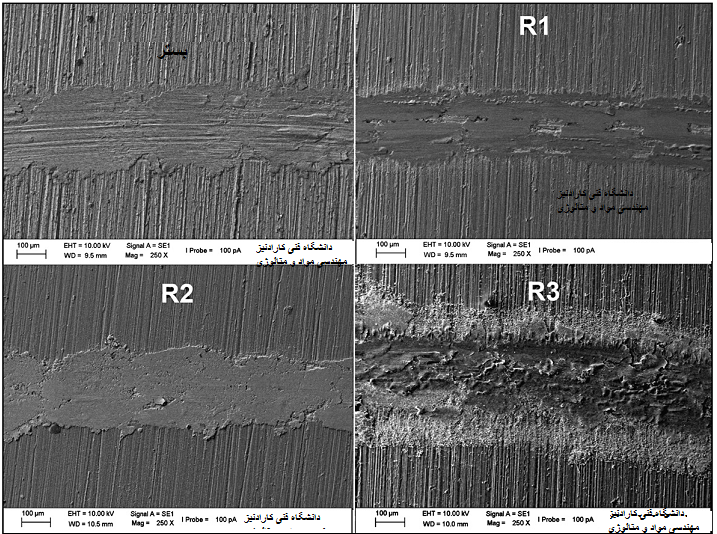 بستر
100 µm
EHT = 10.00 kV
WD = 9.5 mm
Signal A = SE1
Mag = 250 X
I Probe = 100 pA
دانشگاه فنی کارادنیز
مهندسی مواد و متالوژی
R1
دانشگاه فنی کارادنیز
مهندسی مواد و متالوژی
100 µm
EHT = 10.00 kV
WD = 9.5 mm
Signal A = SE1
Mag = 250 X
I Probe = 100 pA
R2
100 µm
EHT = 10.00 kV
WD = 10.5 mm
Signal A = SE1
Mag = 250 X
I Probe = 100 pA
دانشگاه فنی کارادنیز
R3
100 µm
EHT = 10.00 kV
WD = 10.0 mm
Signal A = SE1
Mag = 250 X
I Probe = 100 pA
دانشگاه فنی کارادنیز
مهندسی مواد و متالوژی